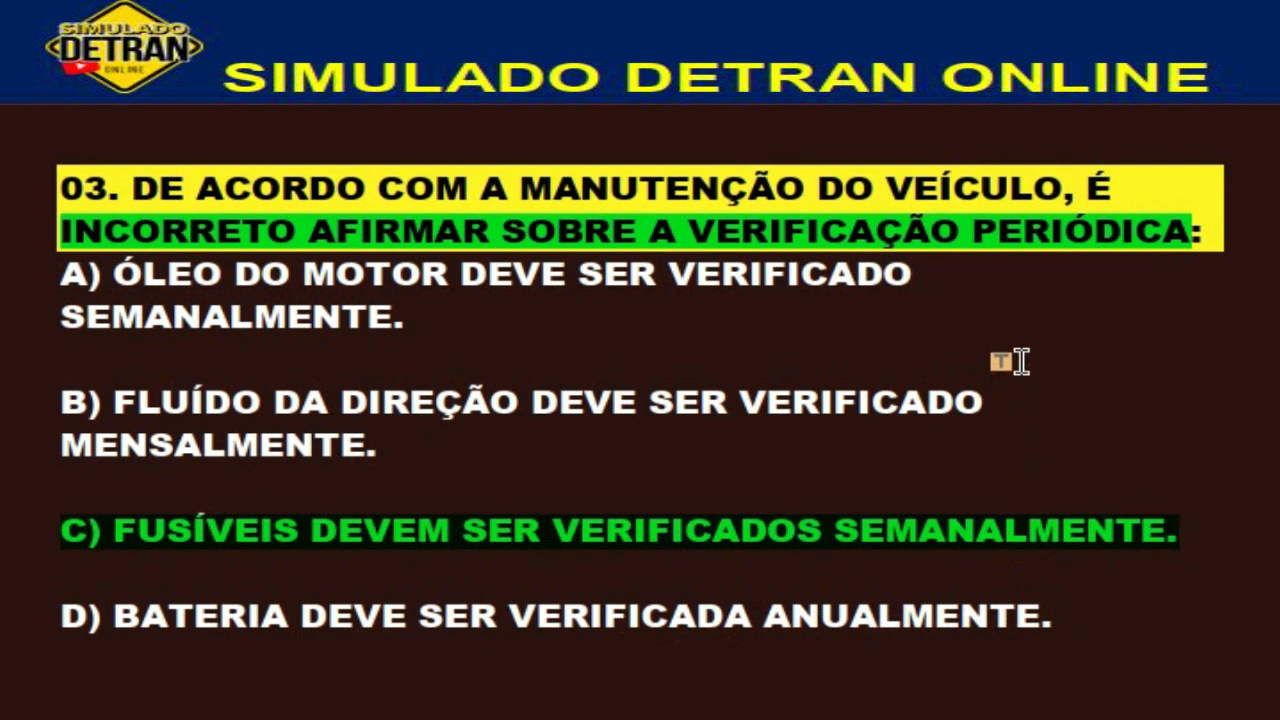 SIMULADO
DETRAN
ONLINE
SIMULADO DETRAN ONLINE
03. DE ACORDO COM A MANUTENÇÃO DO VEÍCULO, É
INCORRETO AFIRMAR SOBRE A VERIFICAÇÃO PERIÓDICA:
A) ÓLEO DO MOTOR DEVE SER VERIFICADO
SEMANALMENTE.
T
B) FLUÍDO DA DIREÇÃO DEVE SER VERIFICADO
MENSALMENTE.
C) FUSÍVEIS DEVEM SER VERIFICADOS SEMANALMENTE.
D) BATERIA DEVE SER VERIFICADA ANUALMENTE.